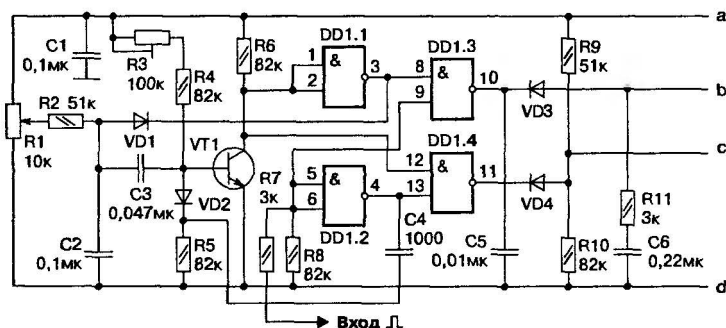 a
b
c
d
C1
0,1мк
R1
10к
R2 51к
R3
100к
R4
82к
VD1
C3
0,047мк
C2
0,1мк
VD2
R5
82к
VT1
R6
82к
R7
3к
R8
82к
DD1.1
&
1
2
3
DD1.2
&
5
6
4
C4
1000
DD1.3
&
8
9
10
DD1.4
&
12
13
11
C5
0,01мк
VD3
VD4
R9
51к
R10
82к
R11
3к
C6
0,22мк
Вход